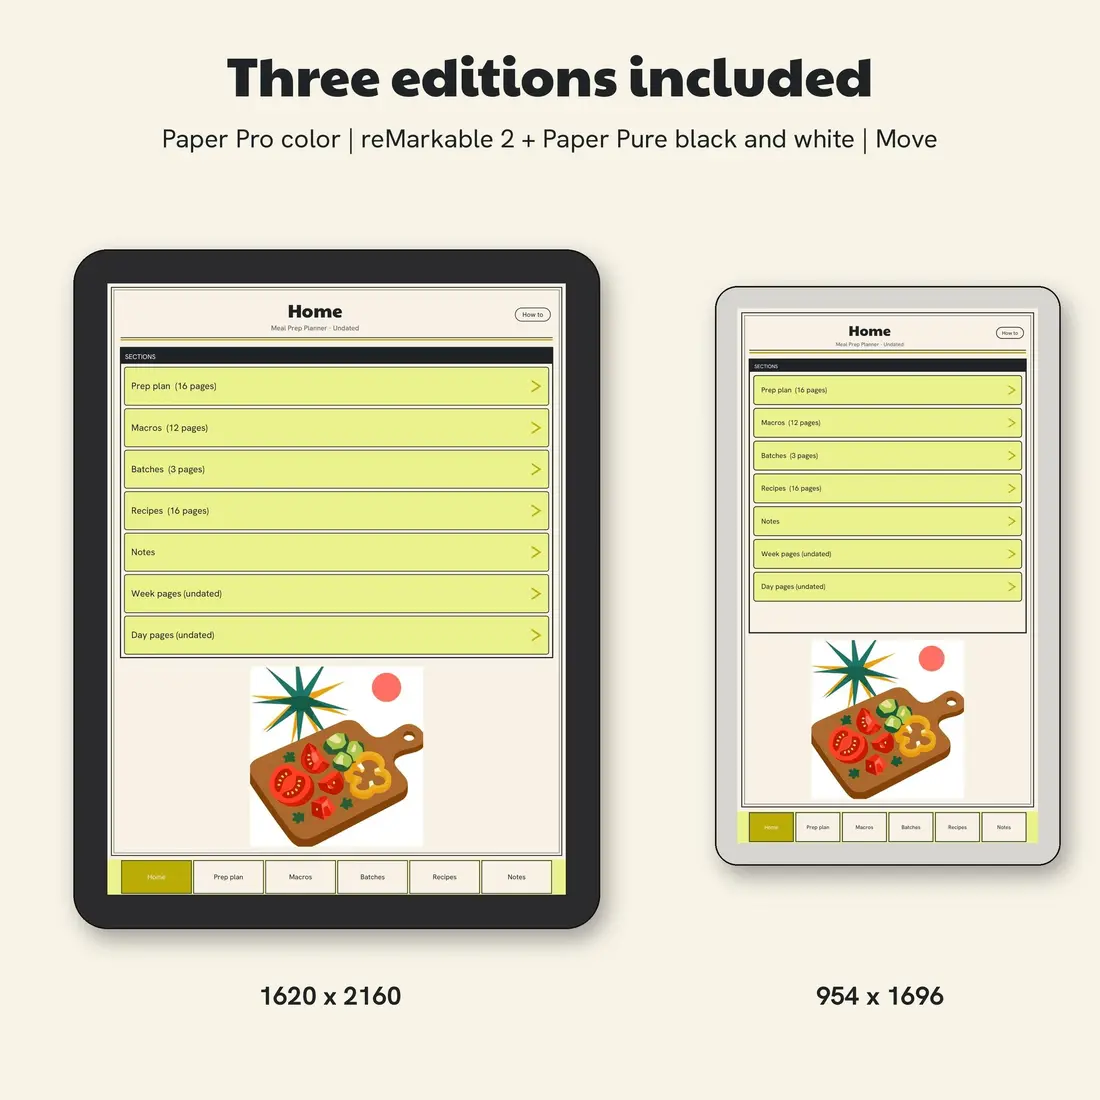 Three editions included
Paper Pro color | reMarkable 2 + Paper Pure black and white | Move
Home
Meal Prep Planner · Undated
How to
SECTIONS
Prep plan (16 pages)
Macros (12 pages)
Batches (3 pages)
Recipes (16 pages)
Notes
Week pages (undated)
Day pages (undated)
Home Prep plan Macros Batches Recipes Notes
1620 x 2160
Home
Meal Prep Planner · Undated
How to
SECTIONS
Prep plan (16 pages)
Macros (12 pages)
Batches (3 pages)
Recipes (16 pages)
Notes
Week pages (undated)
Day pages (undated)
Home Prep plan Macros Batches Recipes Notes
954 x 1696